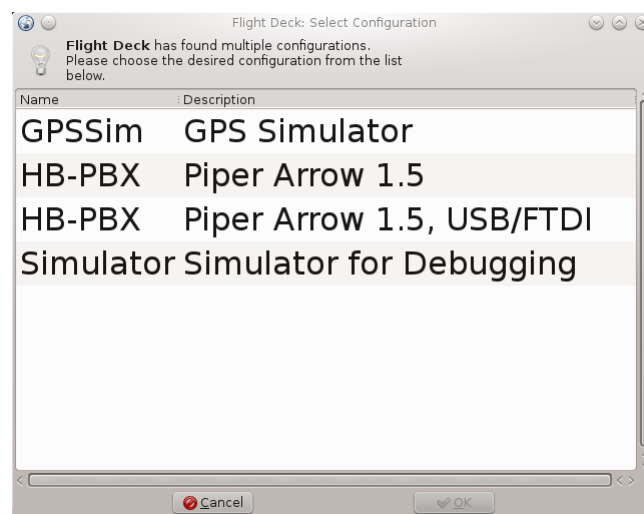 Flight Deck: Select Configuration
Flight Deck has found multiple configurations.
Please choose the desired configuration from the list
below.
Name Description
GPSSim GPS Simulator
HB-PBX Piper Arrow 1.5
HB-PBX Piper Arrow 1.5, USB/FTDI
Simulator Simulator for Debugging
Cancel OK